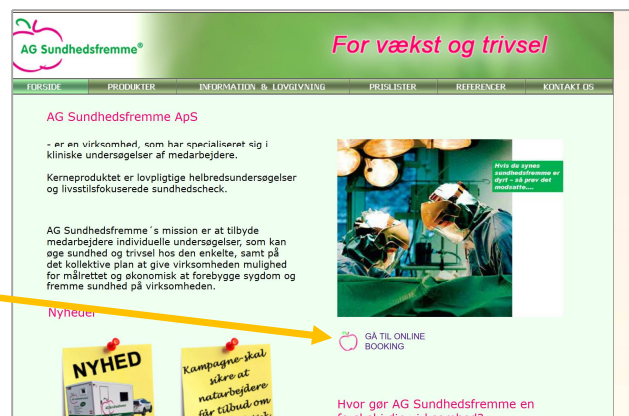 AG Sundhedsfremme®
For vækst og trivsel
FORSIDE PRODUKTER INFORMATION & LOVGIVNING PRISLISTER REFERENCER KONTAKT OS
AG Sundhedsfremme ApS
- er en virksomhed, som har specialiseret sig i
kliniske undersøgelser af medarbejdere.
Kerneproduktet er lovpligtige helbredsundersøgelser
og livsstilsfokuserede sundhedscheck.
AG Sundhedsfremme´s mission er at tilbyde
medarbejdere individuelle undersøgelser, som kan
øge sundhed og trivsel hos den enkelte, samt på
det kollektive plan at give virksomheden mulighed
for målrettet og økonomisk at forebygge sygdom og
fremme sundhed på virksomheden.
Nyheder
NYHED
Kampagne-skal
sikre at
natarbejdere
får tilbud om
Hvis du synes
sundhedsfremme er
dyrt – så prøv det
modsatte....
GÅ TIL ONLINE
BOOKING
Hvor gør AG Sundhedsfremme en